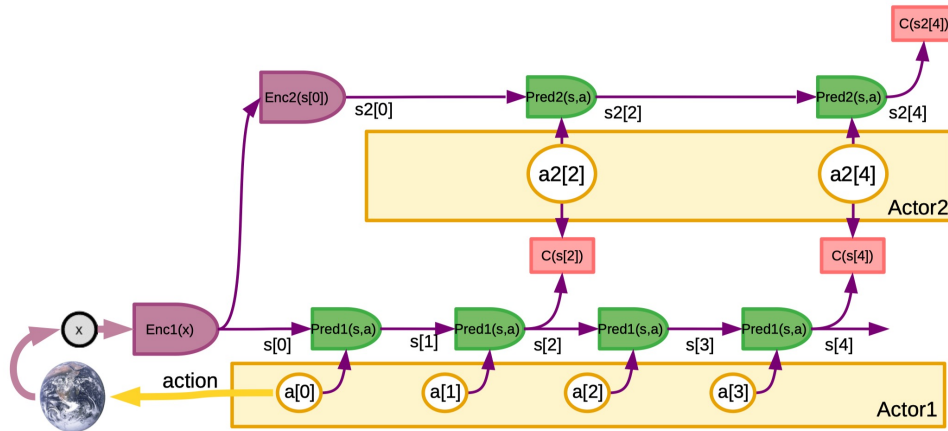 C(s2[4])
Enc2(s[0])
Pred2(s,a)
Pred2(s,a)
s2[0]
s2[2]
s2[4]
a2[2]
a2[4]
Actor2
C(s[2])
C(s[4])
x
Enc1(x)
Pred1(s,a)
Pred1(s,a)
Pred1(s,a)
Pred1(s,a)
s[0]
s[1]
s[2]
s[3]
s[4]
action
a[0]
a[1]
a[2]
a[3]
Actor1